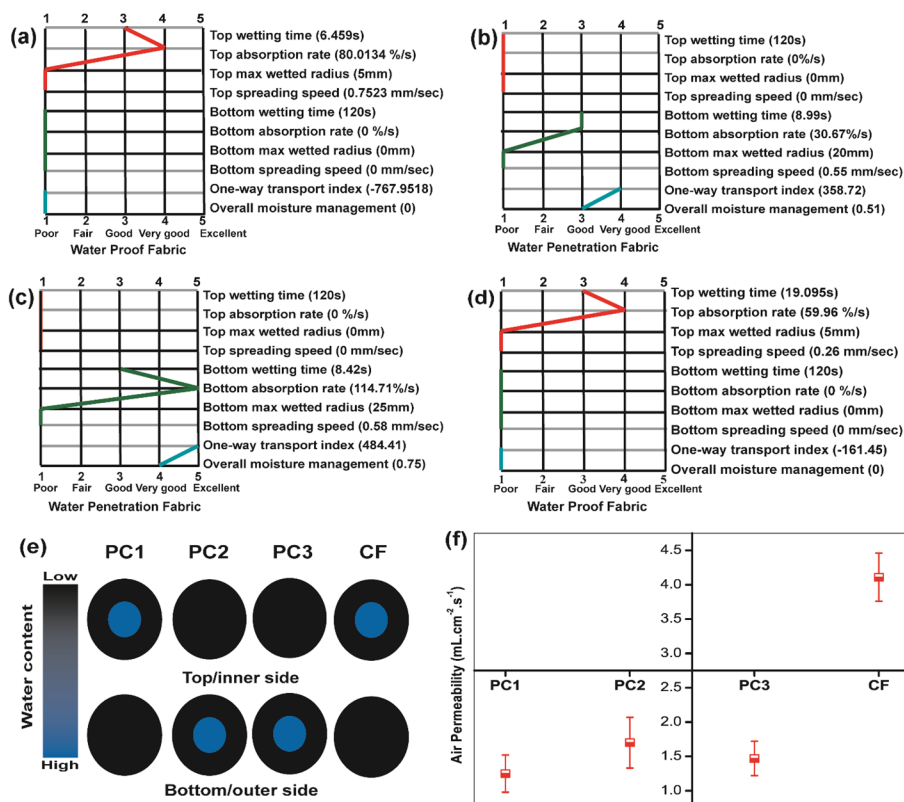 (a)
1 2 3 4 5
Top wetting time (6.459s)
Top absorption rate (80.0134 %/s)
Top max wetted radius (5mm)
Top spreading speed (0.7523 mm/sec)
Bottom wetting time (120s)
Bottom absorption rate (0 %/s)
Bottom max wetted radius (0mm)
Bottom spreading speed (0 mm/sec)
One-way transport index (-767.9518)
Overall moisture management (0)
1 2 3 4 5
Poor Fair Good Very good Excellent
Water Proof Fabric
(b)
1 2 3 4 5
Top wetting time (120s)
Top absorption rate (0%/s)
Top max wetted radius (0mm)
Top spreading speed (0 mm/sec)
Bottom wetting time (8.99s)
Bottom absorption rate (30.67%/s)
Bottom max wetted radius (20mm)
Bottom spreading speed (0.55 mm/sec)
One-way transport index (358.72)
Overall moisture management (0.51)
1 2 3 4 5
Poor Fair Good Very good Excellent
Water Penetration Fabric
(c)
1 2 3 4 5
Top wetting time (120s)
Top absorption rate (0 %/s)
Top max wetted radius (0mm)
Top spreading speed (0 mm/sec)
Bottom wetting time (8.42s)
Bottom absorption rate (114.71%/s)
Bottom max wetted radius (25mm)
Bottom spreading speed (0.58 mm/sec)
One-way transport index (484.41)
Overall moisture management (0.75)
1 2 3 4 5
Poor Fair Good Very good Excellent
Water Penetration Fabric
(d)
1 2 3 4 5
Top wetting time (19.095s)
Top absorption rate (59.96 %/s)
Top max wetted radius (5mm)
Top spreading speed (0.26 mm/sec)
Bottom wetting time (120s)
Bottom absorption rate (0 %/s)
Bottom max wetted radius (0mm)
Bottom spreading speed (0 mm/sec)
One-way transport index (-161.45)
Overall moisture management (0)
1 2 3 4 5
Poor Fair Good Very good Excellent
Water Proof Fabric
(e)
PC1 PC2 PC3 CF
Low
Water content
High
Top/inner side
Bottom/outer side
(f)
Air Permeability (mL.cm⁻².s⁻¹)
4.5
4.0
3.5
3.0
PC1 PC2 2.5 PC3 CF
2.0
1.5
1.0